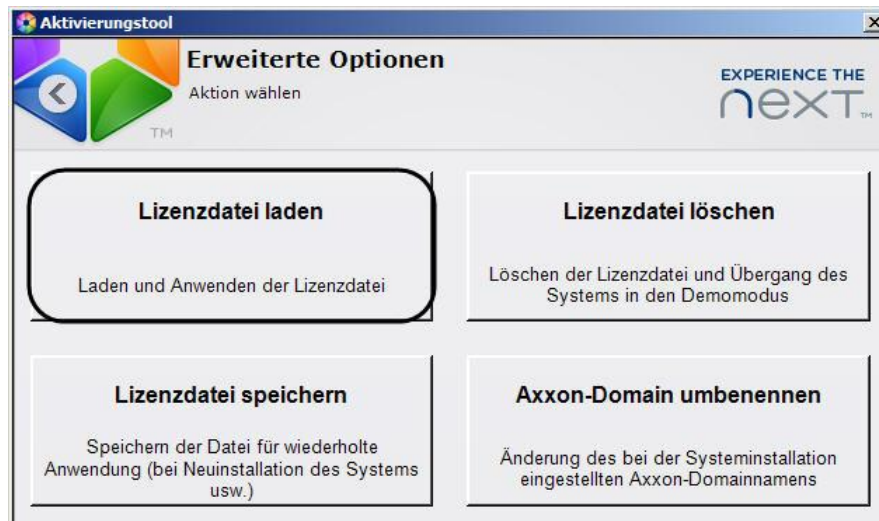 Aktivierungstool
Erweiterte Optionen
Aktion wählen
EXPERIENCE THE
next™
TM
Lizenzdatei laden
Laden und Anwenden der Lizenzdatei
Lizenzdatei löschen
Löschen der Lizenzdatei und Übergang des
Systems in den Demomodus
Lizenzdatei speichern
Speichern der Datei für wiederholte
Anwendung (bei Neuinstallation des Systems
usw.)
Axxon-Domain umbenennen
Änderung des bei der Systeminstallation
eingestellten Axxon-Domainnamens